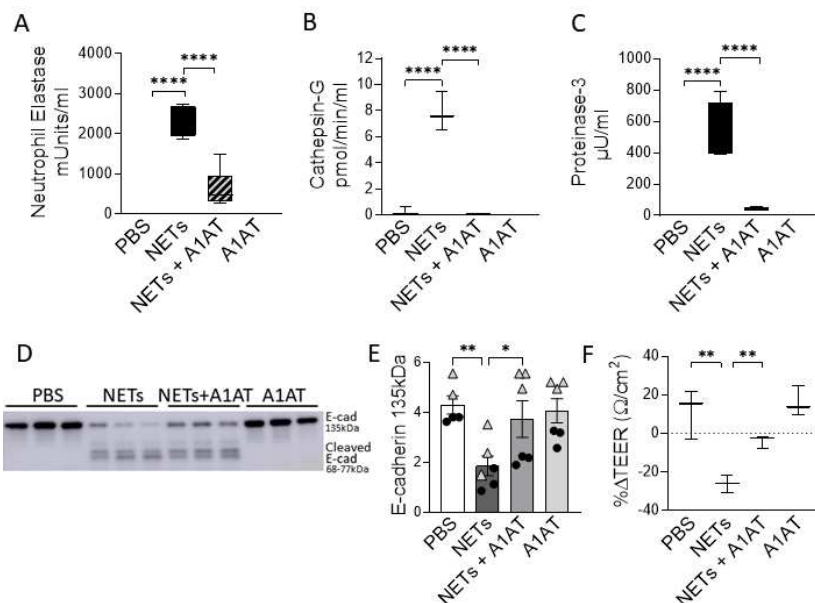 A
Neutrophil Elastase
mUnits/ml
4000
3000
2000
1000
0
****
****
PBS
NETs
NETs + A1AT
A1AT
B
Cathepsin-G
pmol/min/ml
12
10
8
6
4
2
0
****
****
PBS
NETs
NETs + A1AT
A1AT
C
Proteinase-3
µU/ml
1000
800
600
400
200
0
****
****
PBS
NETs
NETs + A1AT
A1AT
D
PBS NETs NETs+A1AT A1AT
E-cad
135kDa
Cleaved
E-cad
68-77kDa
E
E-cadherin 135kDa
6
4
2
0
**
*
PBS
NETs
NETs + A1AT
A1AT
F
%ΔTEER (Ω/cm²)
40
20
0
-20
-40
**
**
PBS
NETs
NETs + A1AT
A1AT